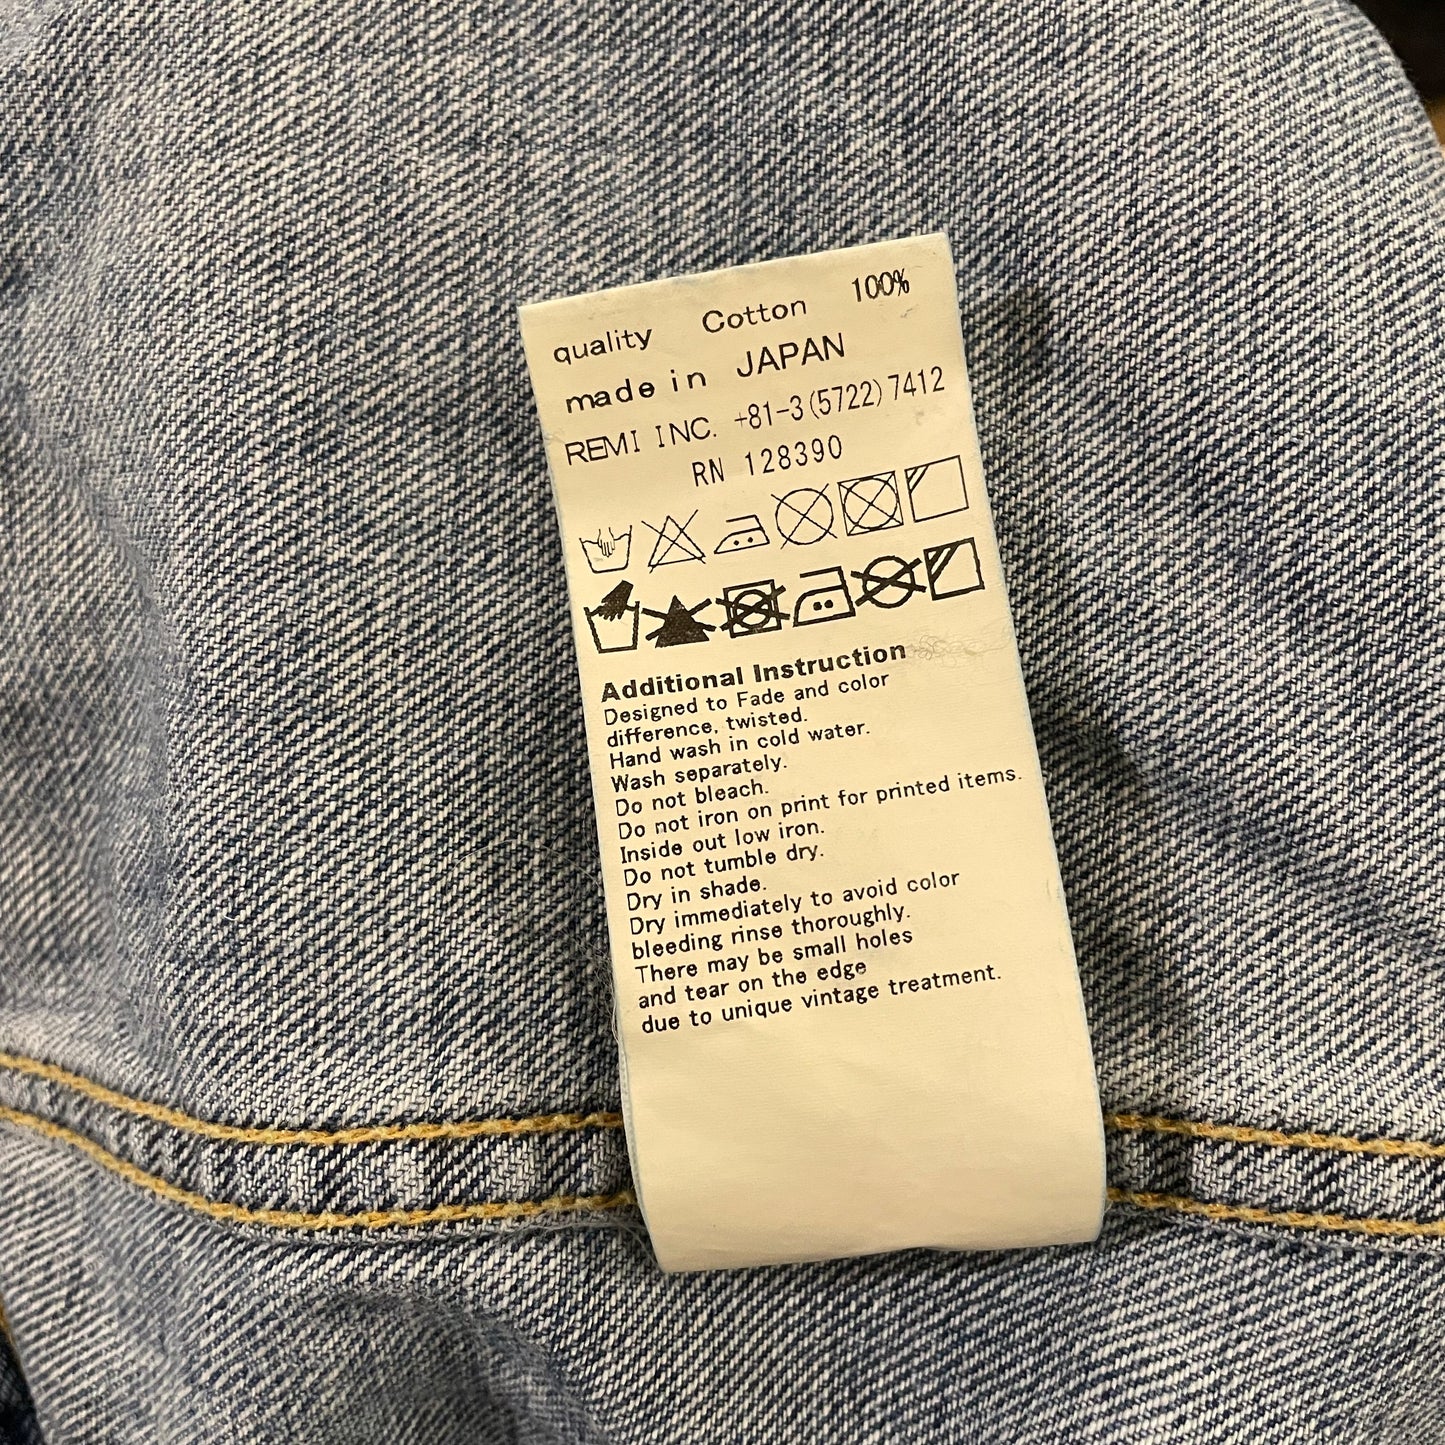 quality Cotton 100%
made in JAPAN
REMI INC. +81-3(5722)7412
RN 128390
Additional Instruction
Designed to Fade and color
difference, twisted.
Hand wash in cold water.
Wash separately.
Do not bleach.
Do not iron on print for printed items.
Inside out low iron.
Do not tumble dry.
Dry in shade.
Dry immediately to avoid color
bleeding rinse thoroughly.
There may be small holes
and tear on the edge
due to unique vintage treatment.